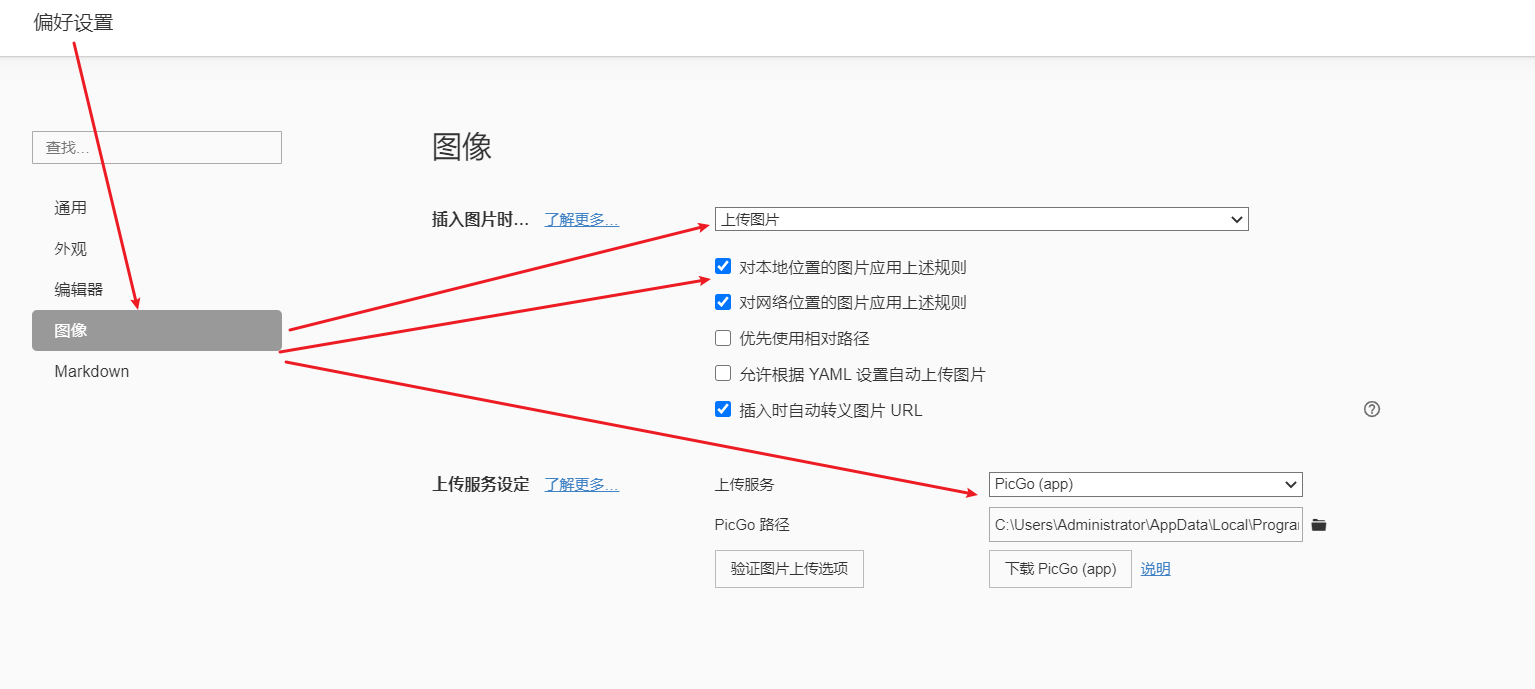 偏好设置
查找...
通用
外观
编辑器
图像
Markdown
图像
插入图片时... 了解更多... 上传图片
对本地位置的图片应用上述规则
对网络位置的图片应用上述规则
优先使用相对路径
允许根据 YAML 设置自动上传图片
插入时自动转义图片 URL
上传服务设定 了解更多... 上传服务 PicGo (app)
PicGo 路径 C:\Users\Administrator\AppData\Local\Progra
验证图片上传选项 下载 PicGo (app) 说明